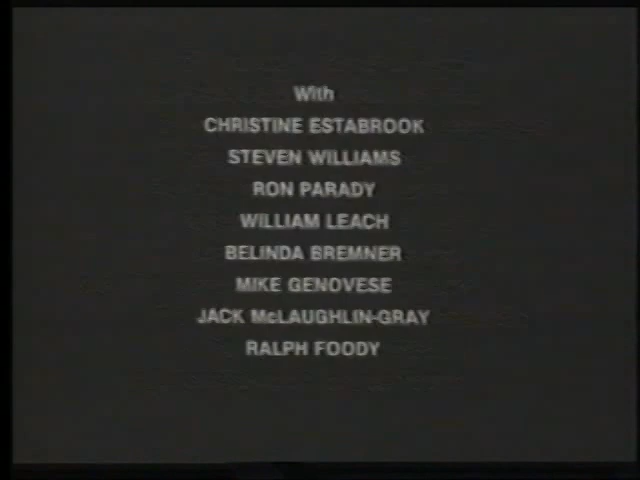 With
CHRISTINE ESTABROOK
STEVEN WILLIAMS
RON PARADY
WILLIAM LEACH
BELINDA BREMNER
MIKE GENOVESE
JACK McLAUGHLIN-GRAY
RALPH FOODY